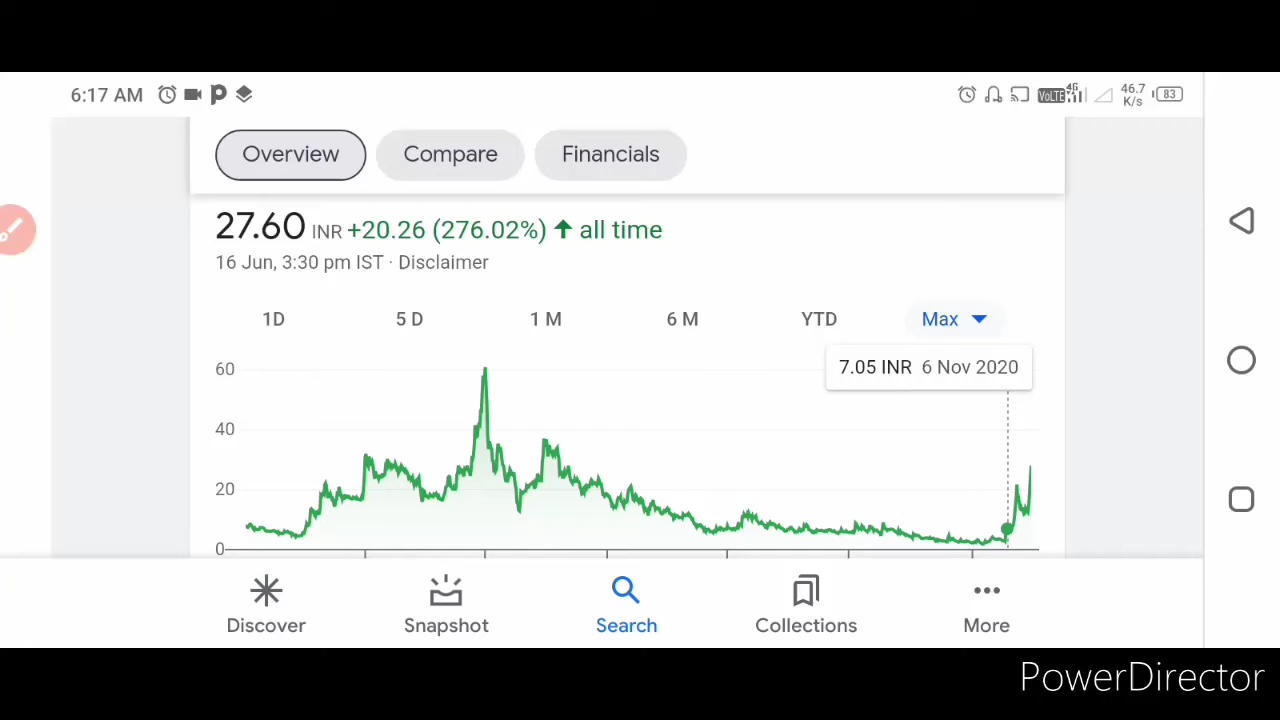 6:17 AM
VoLTE 4G 46.7 K/s 83
Overview Compare Financials
27.60 INR +20.26 (276.02%) ↑ all time
16 Jun, 3:30 pm IST · Disclaimer
1D 5 D 1 M 6 M YTD Max
7.05 INR 6 Nov 2020
60
40
20
0
Discover Snapshot Search Collections More
PowerDirector